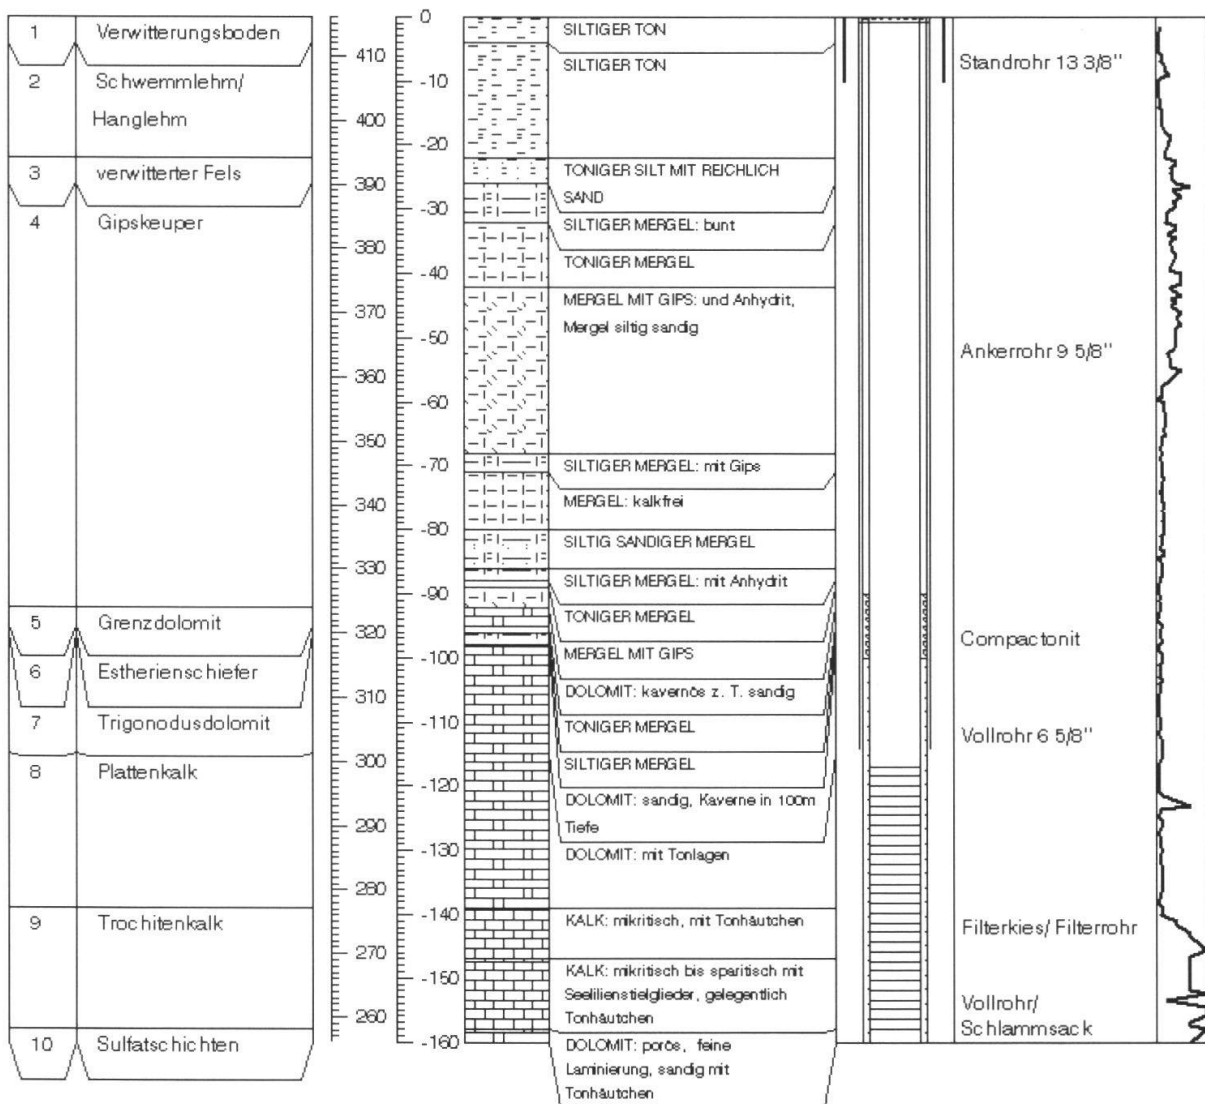 1 Verwitterungsboden
2 Schwemmlehm/
Hanglehm
3 verwitterter Fels
4 Gipskeuper
5 Grenzdolomit
6 Estherienschiefer
7 Trigonodusdolomit
8 Plattenkalk
9 Trochitenkalk
10 Sulfatschichten
410
400
390
380
370
360
350
340
330
320
310
300
290
280
270
260
0
-10
-20
-30
-40
-50
-60
-70
-80
-90
-100
-110
-120
-130
-140
-150
-160
SILTIGER TON
SILTIGER TON
TONIGER SILT MIT REICHLICH
SAND
SILTIGER MERGEL: bunt
TONIGER MERGEL
MERGEL MIT GIPS: und Anhydrit,
Mergel siltig sandig
SILTIGER MERGEL: mit Gips
MERGEL: kalkfrei
SILTIG SANDIGER MERGEL
SILTIGER MERGEL: mit Anhydrit
TONIGER MERGEL
MERGEL MIT GIPS
DOLOMIT: kavernös z. T. sandig
TONIGER MERGEL
SILTIGER MERGEL
DOLOMIT: sandig, Kaverne in 100m
Tiefe
DOLOMIT: mit Tonlagen
KALK: mikritisch, mit Tonhäutchen
KALK: mikritisch bis sparitisch mit
Seelilienstielglieder, gelegentlich
Tonhäutchen
DOLOMIT: porös, feine
Laminierung, sandig mit
Tonhäutchen
Standrohr 13 3/8"
Ankerrohr 9 5/8"
Compactonit
Vollrohr 6 5/8"
Filterkies/ Filterrohr
Vollrohr/
Schlammsack